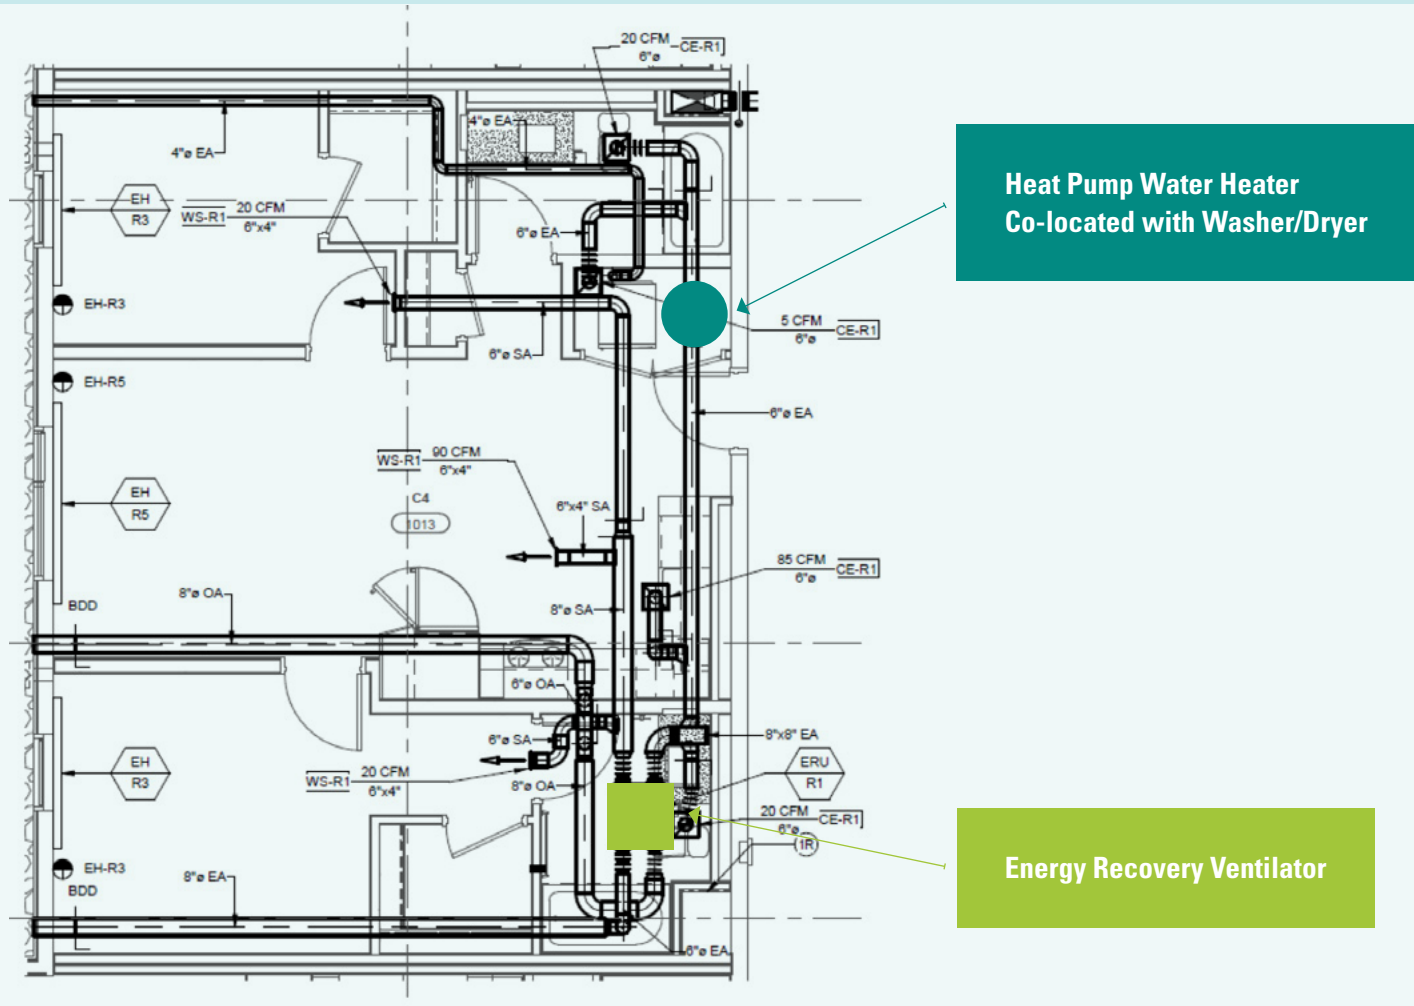 20 CFM
6"ø
CE-R1
4"ø EA
4"ø EA
Heat Pump Water Heater
Co-located with Washer/Dryer
EH
R3
WS-R1
20 CFM
6"x4"
6"ø EA
EH-R3
5 CFM
6"ø
CE-R1
6"ø SA
EH-R5
6"ø EA
WS-R1
90 CFM
6"x4"
C4
1013
EH
R5
6"x4" SA
85 CFM
6"ø
CE-R1
8"ø OA
BDD
8"ø SA
6"ø OA
6"ø SA
8"x8" EA
EH
R3
WS-R1
20 CFM
6"x4"
8"ø OA
ERU
R1
20 CFM
6"ø
CE-R1
1R
EH-R3
BDD
8"ø EA
Energy Recovery Ventilator
6"ø EA